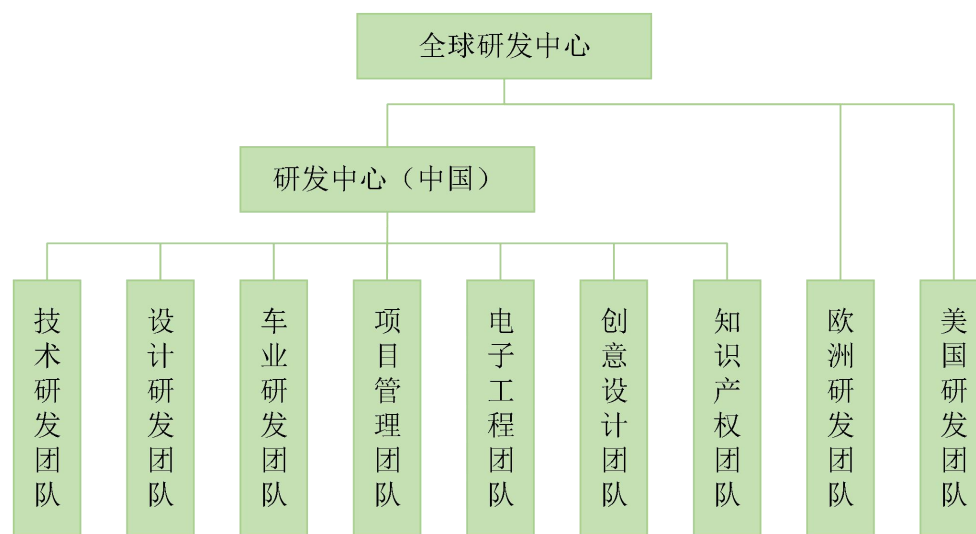 全球研发中心
研发中心（中国）
技术研发团队
设计研发团队
车业研发团队
项目管理团队
电子工程团队
创意设计团队
知识产权团队
欧洲研发团队
美国研发团队